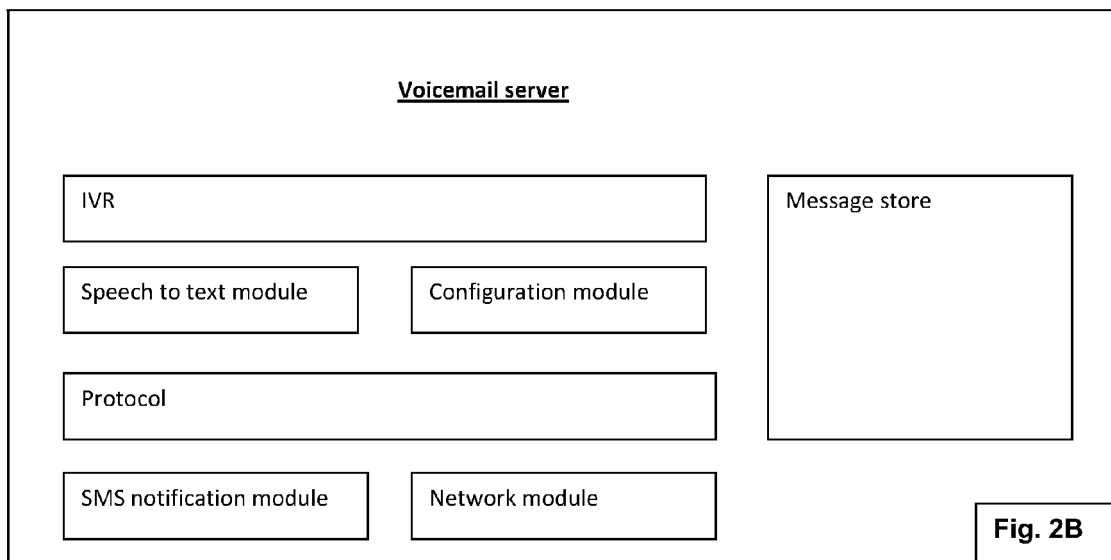 Voicemail server
IVR
Message store
Speech to text module
Configuration module
Protocol
SMS notification module
Network module
Fig. 2B